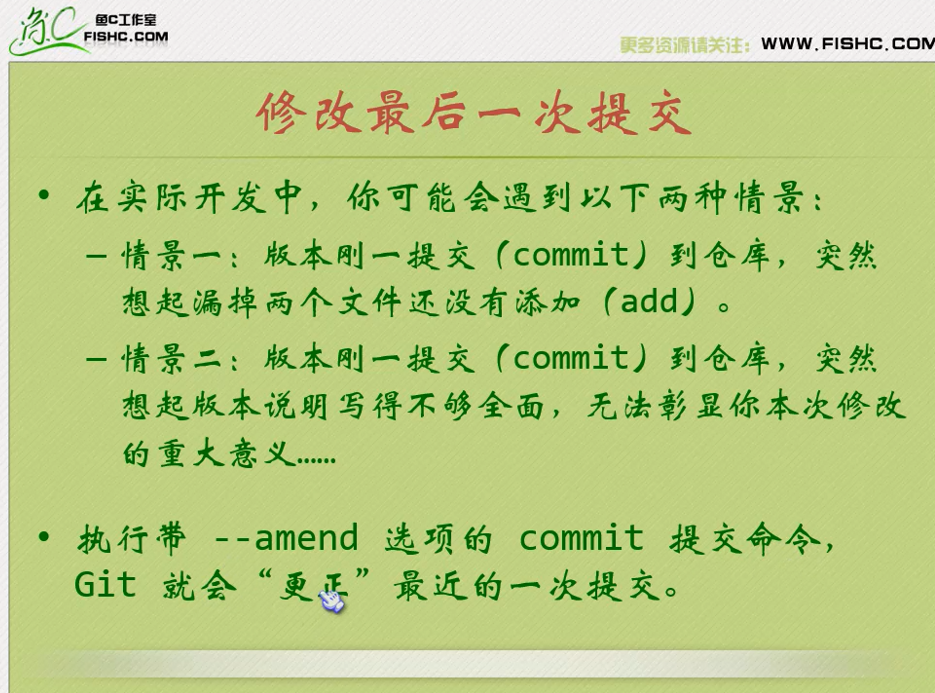 鱼C
鱼C工作室
FISHC.COM
更多资源请关注：WWW.FISHC.COM
修改最后一次提交
• 在实际开发中，你可能会遇到以下两种情景：
– 情景一：版本刚一提交（commit）到仓库，突然
想起漏掉两个文件还没有添加（add）。
– 情景二：版本刚一提交（commit）到仓库，突然
想起版本说明写得不够全面，无法彰显你本次修改
的重大意义……
• 执行带 --amend 选项的 commit 提交命令，
Git 就会“更正”最近的一次提交。